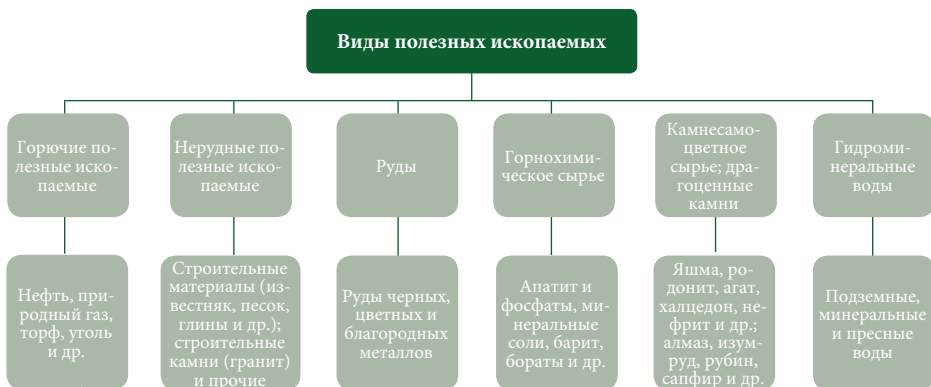 Виды полезных ископаемых
Горючие по-
лезные иско-
паемые
Нерудные по-
лезные иско-
паемые
Руды
Горнохими-
ческое сырье
Камнесамо-
цветное
сырье; дра-
гоценные
камни
Гидроми-
неральные
воды
Нефть, при-
родный газ,
торф, уголь
и др.
Строительные
материалы (из-
вестняк, песок,
глины и др.);
строительные
камни (гранит)
и прочие
Руды черных,
цветных и
благородных
металлов
Апатит и
фосфаты, ми-
неральные
соли, барит,
бораты и др.
Яшма, ро-
донит, агат,
халцедон, не-
фрит и др.;
алмаз, изум-
руд, рубин,
сапфир и др.
Подземные,
минеральные
и пресные
воды